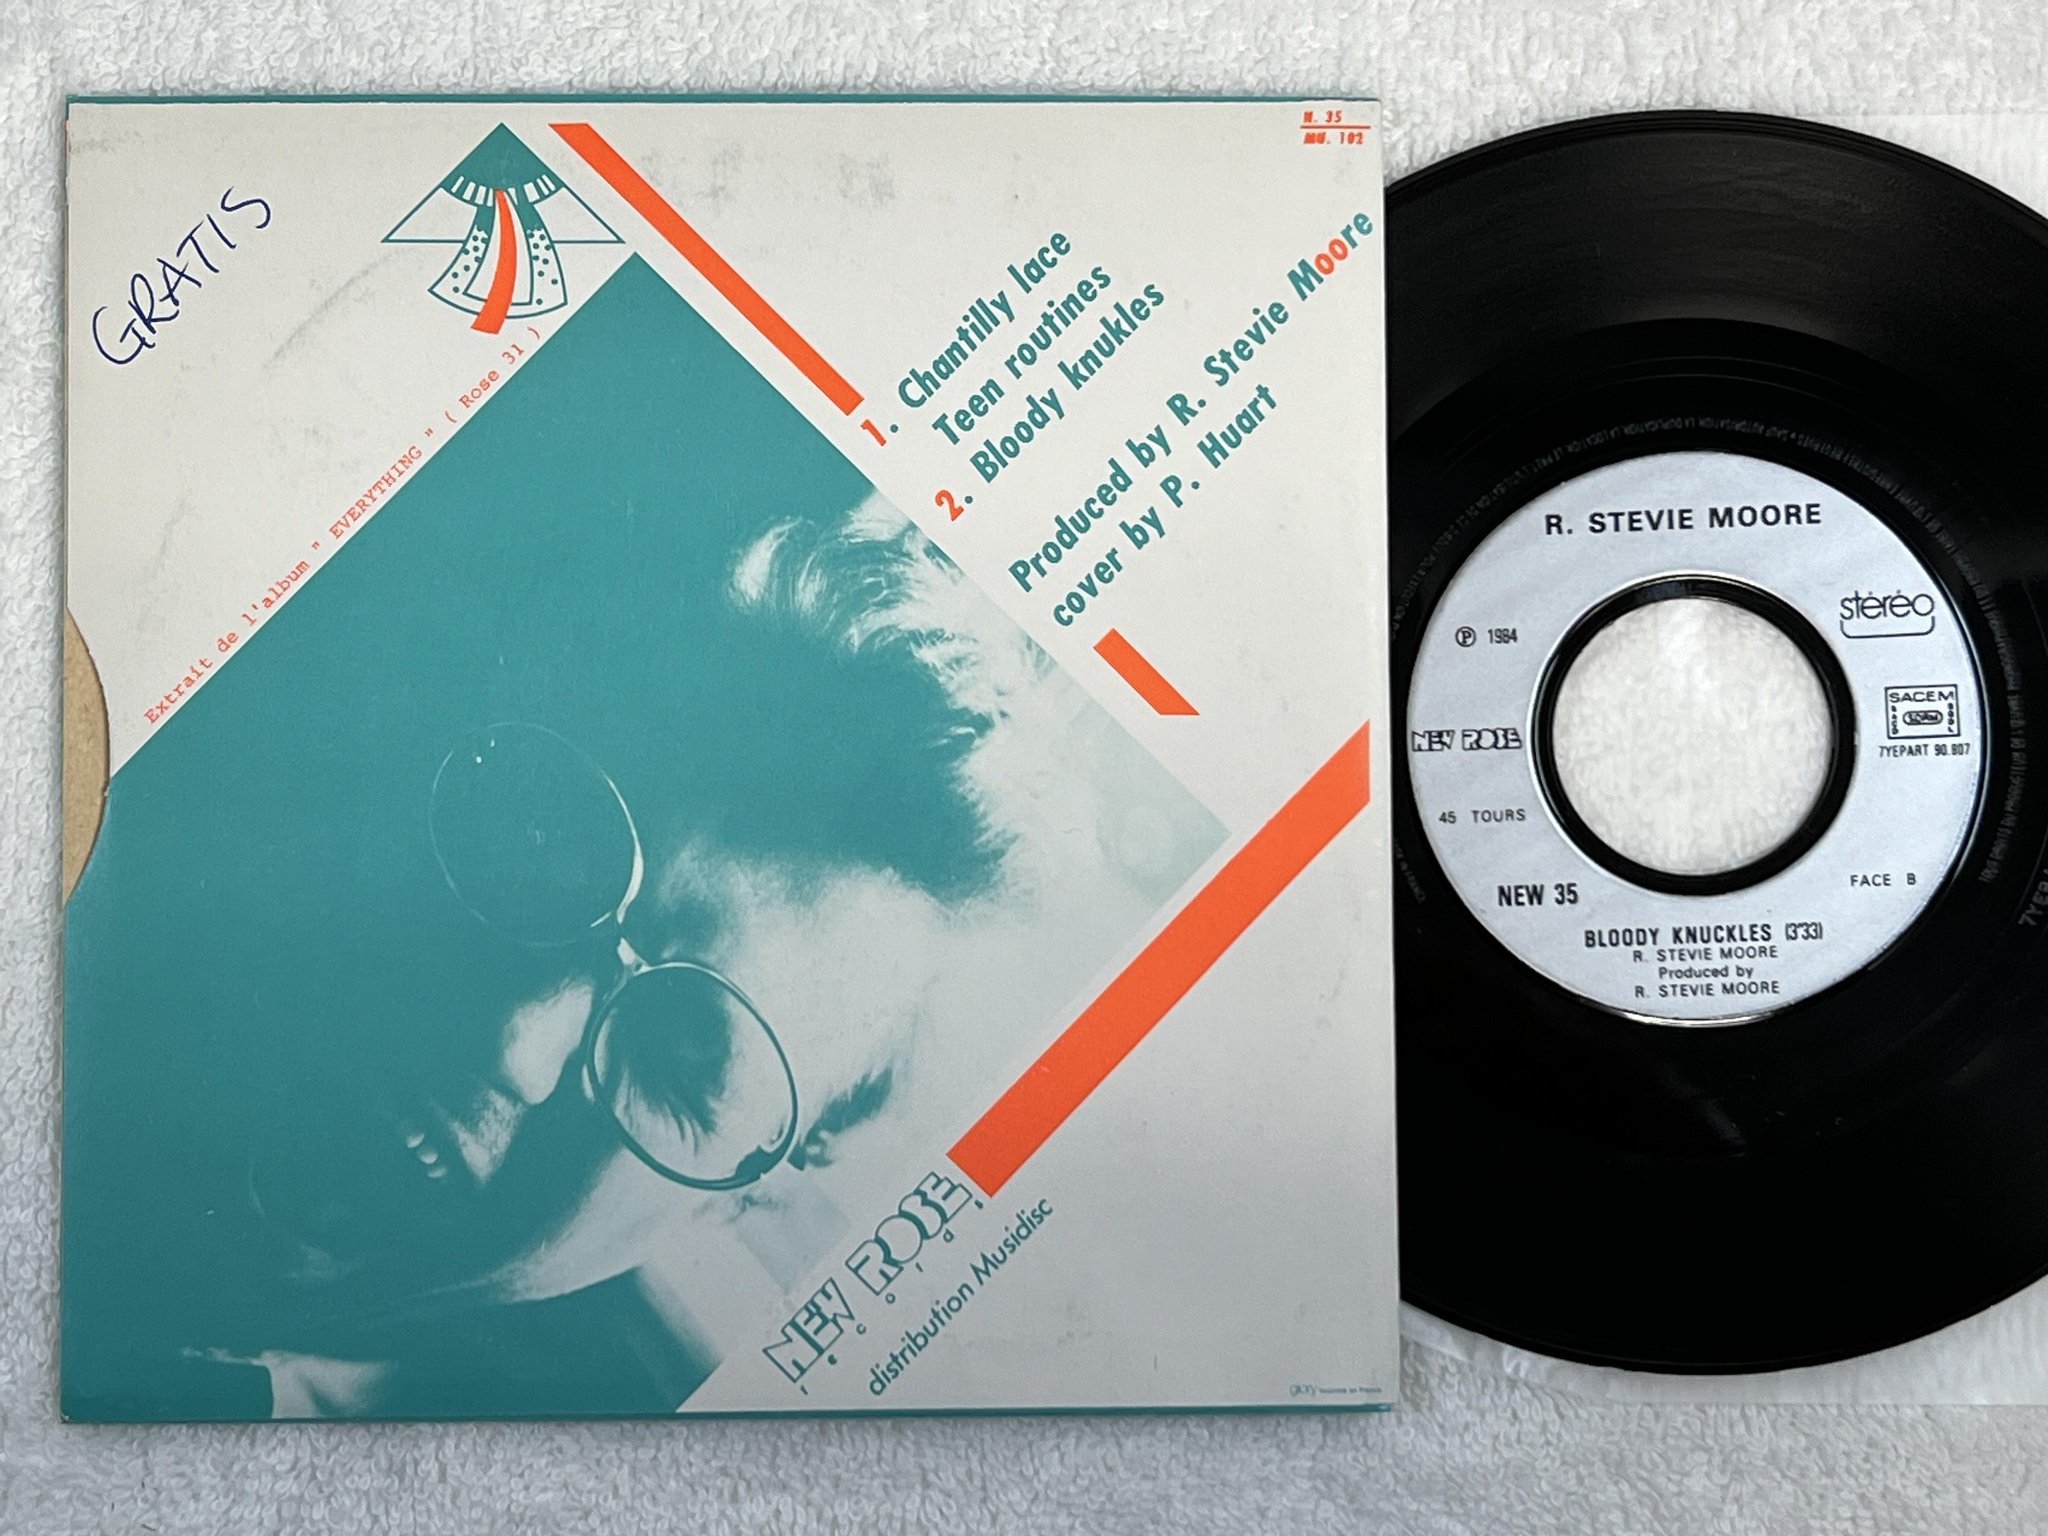 GRATIS
N. 35
MU. 102
Extrait de l'album " EVERYTHING " ( Rose 31 )
1. Chantilly lace
Teen routines
2. Bloody knukles
Produced by R. Stevie Moore
cover by P. Huart
NEW ROSE
records
distribution Musidisc
R. STEVIE MOORE
stéréo
℗ 1984
SACEM
NEW ROSE
7YEPART 90.807
45 TOURS
FACE B
NEW 35
BLOODY KNUCKLES (3'33)
R. STEVIE MOORE
Produced by
R. STEVIE MOORE